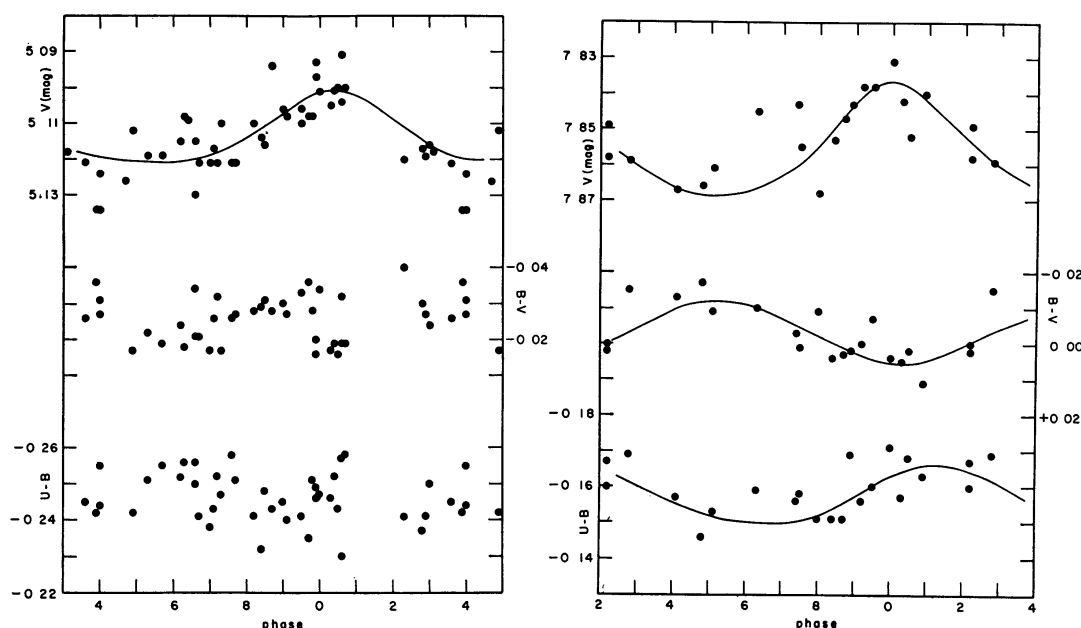 5 09
V (mag)
5 11
5 13
-0 04
B-V
-0 02
-0 26
U-B
-0 24
-0 22
4 6 8 0 2 4
phase
7 83
V (mag)
7 85
7 87
-0 02
B-V
0 00
+0 02
-0 18
-0 16
U-B
-0 14
2 4 6 8 0 2 4
phase